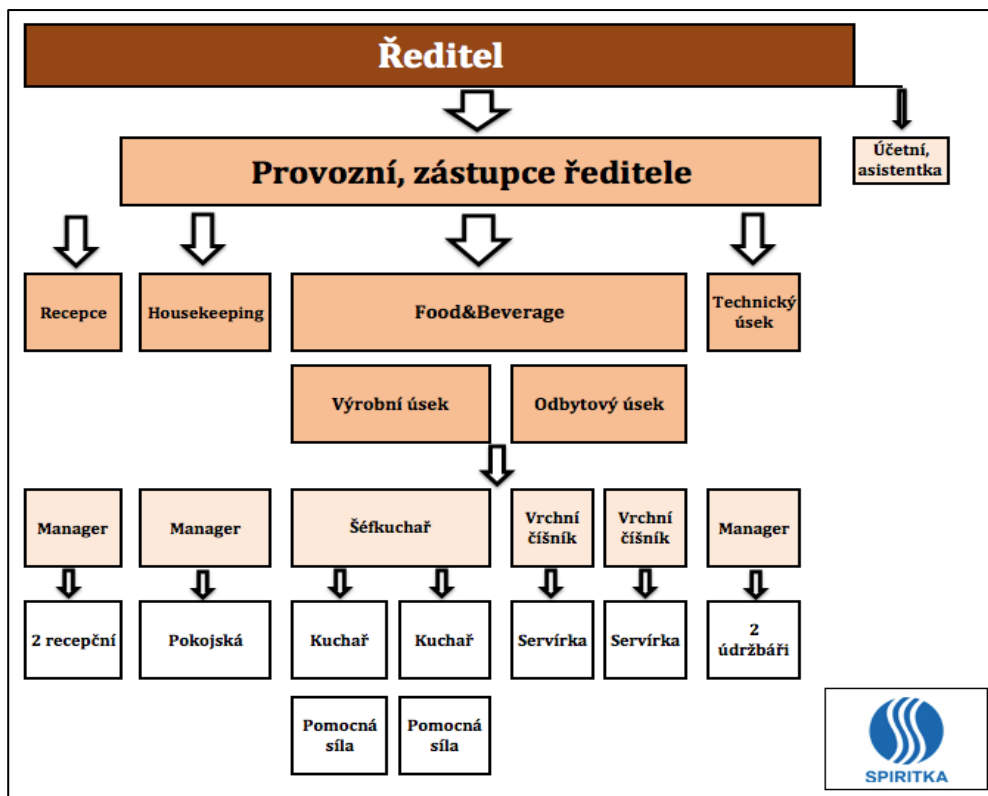 Ředitel
Účetní,
asistentka
Provozní, zástupce ředitele
Recepce
Housekeeping
Food&Beverage
Technický
úsek
Výrobní úsek
Odbytový úsek
Manager
Manager
Šéfkuchař
Vrchní
číšník
Vrchní
číšník
Manager
2 recepční
Pokojská
Kuchař
Kuchař
Servírka
Servírka
2
údržbáři
Pomocná
síla
Pomocná
síla
SPIRITKA